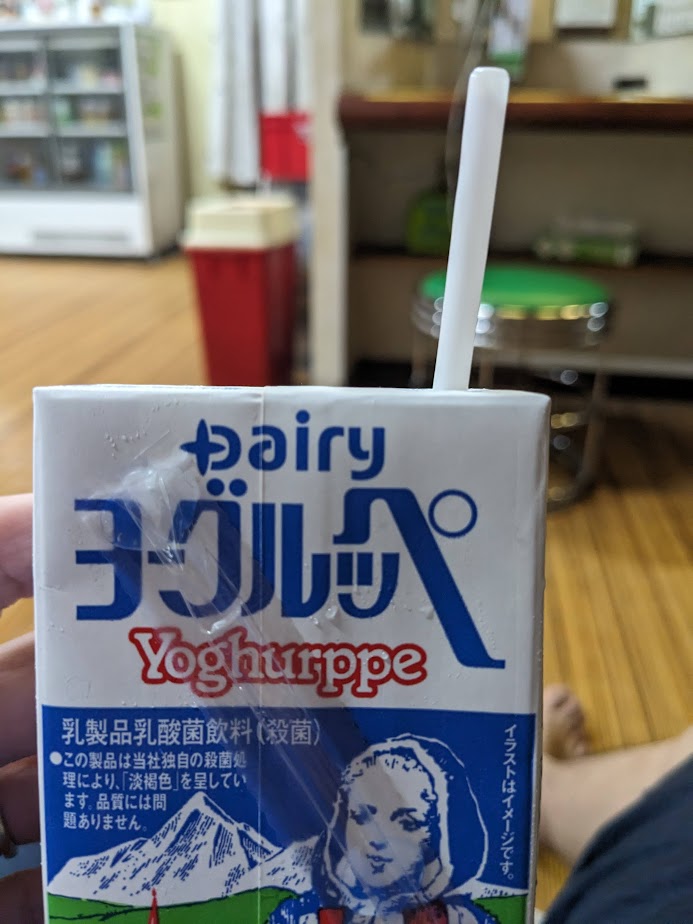 Dairy
ヨーグルッペ
Yoghurppe
乳製品乳酸菌飲料(殺菌)
●この製品は当社独自の殺菌処
理により、「淡褐色」を呈してい
ます。品質には問
題ありません。
イラストはイメージです。